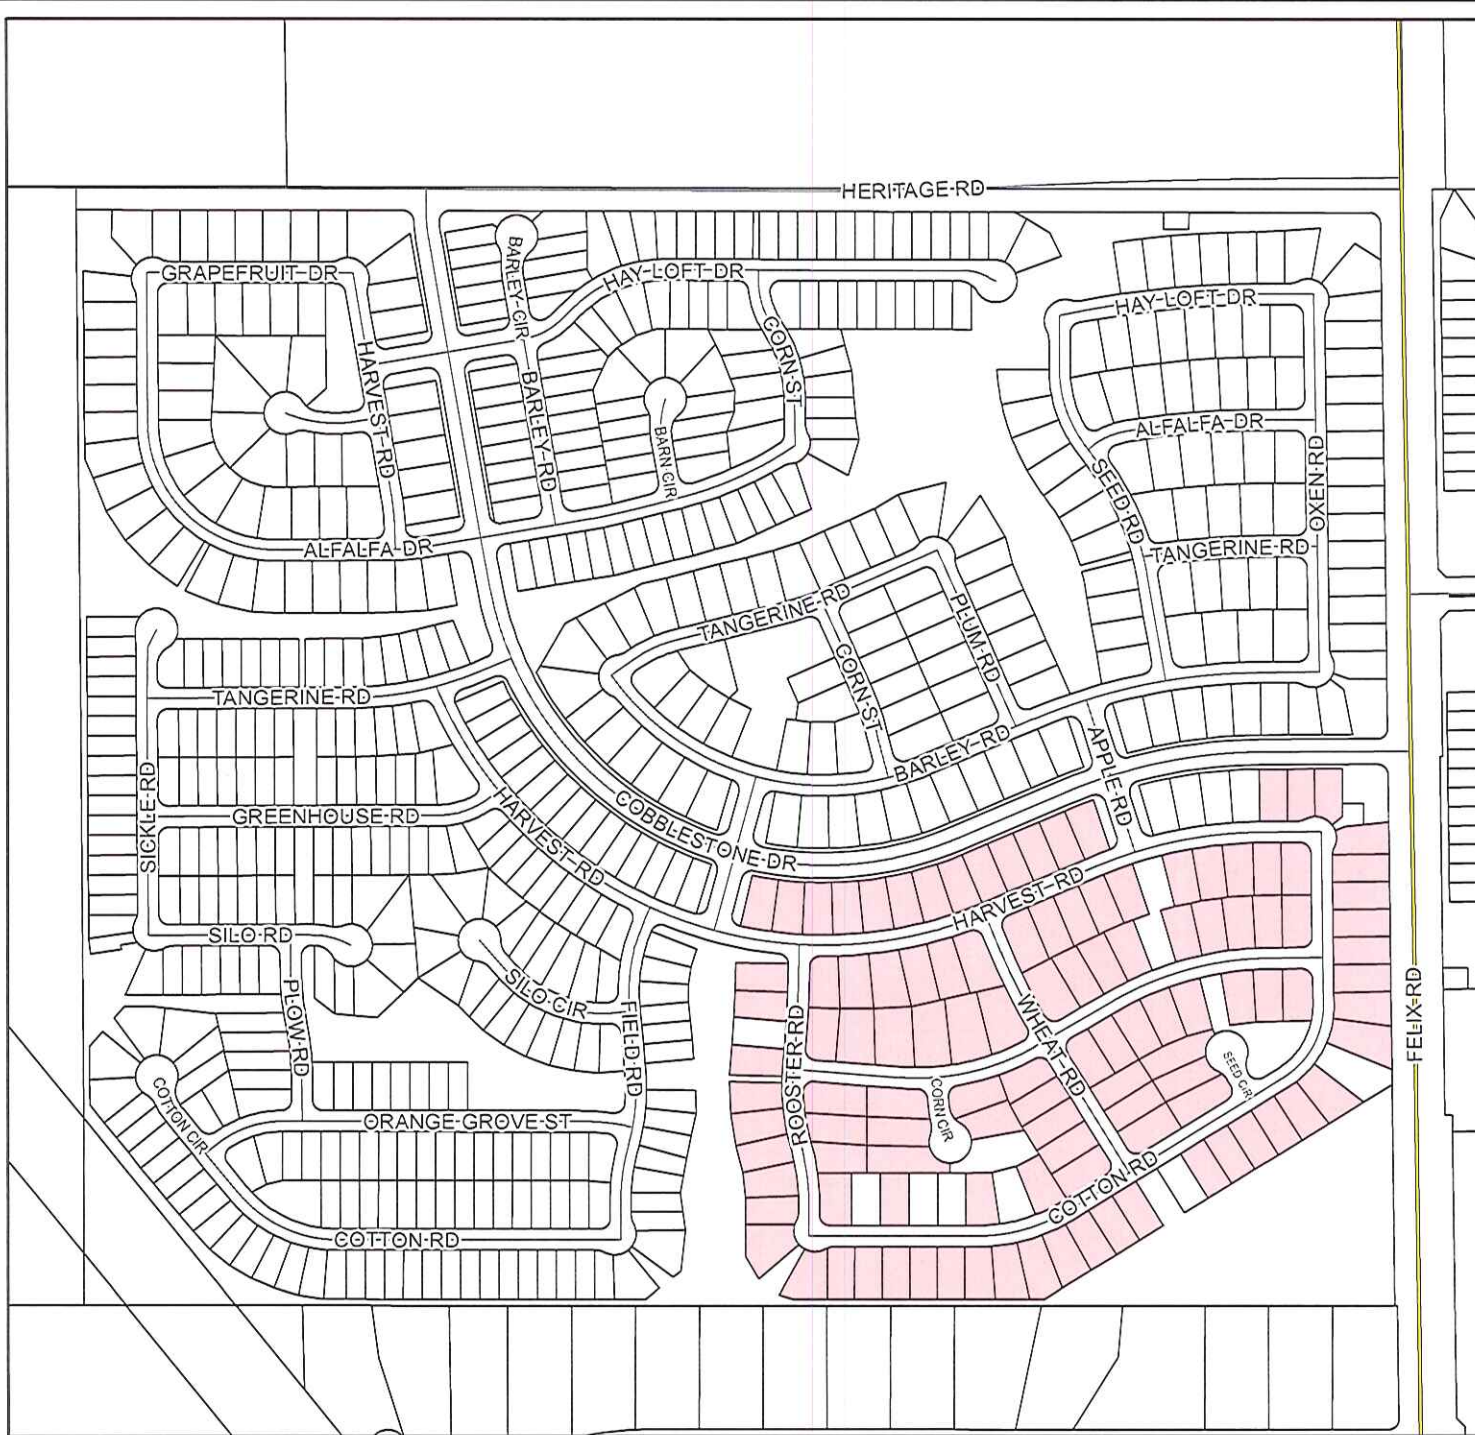 HERITAGE RD
GRAPEFRUIT DR
BARLEY CIR
HAY LOFT DR
HAY LOFT DR
HARVEST RD
BARLEY RD
CORN ST
BARN CIR
ALFALFA DR
SEED RD
OXEN RD
ALFALFA DR
TANGERINE RD
TANGERINE RD
PLUM RD
CORN ST
TANGERINE RD
BARLEY RD
APPLE RD
SICKLE RD
GREENHOUSE RD
HARVEST RD
COBBLESTONE DR
HARVEST RD
SILO RD
SILO CIR
PLOW RD
FIELD RD
ROOSTER RD
WHEAT RD
FELIX RD
SEED CIR
CORN CIR
COTTON CIR
ORANGE GROVE ST
COTTON RD
COTTON RD